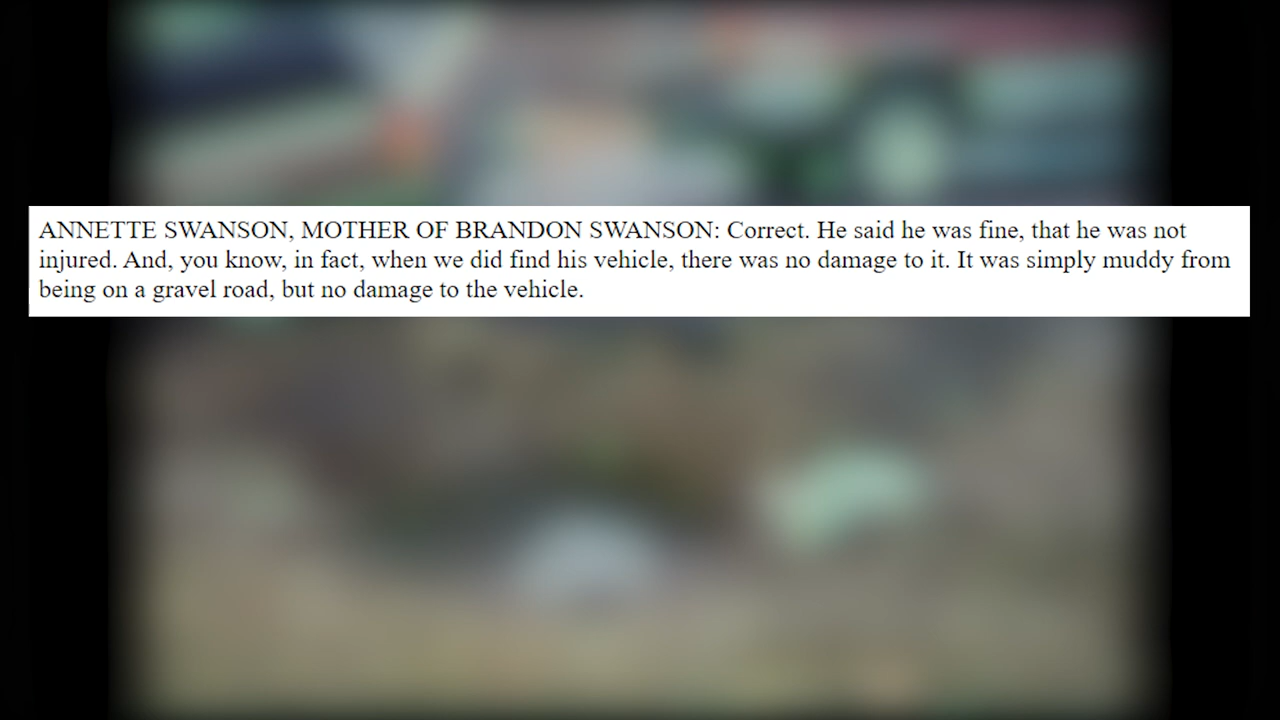 ANNETTE SWANSON, MOTHER OF BRANDON SWANSON: Correct. He said he was fine, that he was not
injured. And, you know, in fact, when we did find his vehicle, there was no damage to it. It was simply muddy from
being on a gravel road, but no damage to the vehicle.